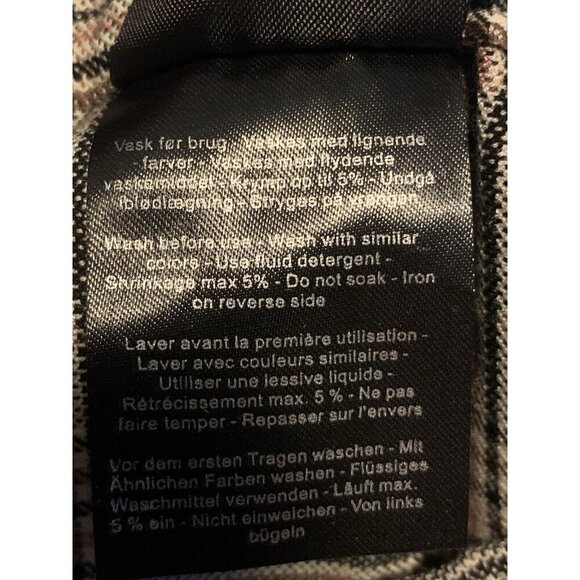 Vask før brug - Vaskes med lignende
farver - Vaskes med flydende
vaskemiddel - Krymp op til 5% - Undgå
iblødlægning - Stryges på vrangen
Wash before use - Wash with similar
colors - Use fluid detergent -
Shrinkage max 5% - Do not soak - Iron
on reverse side
Laver avant la première utilisation -
Laver avec couleurs similaires -
Utiliser une lessive liquide -
Rétrécissement max. 5 % - Ne pas
faire temper - Repasser sur l'envers
Vor dem ersten Tragen waschen - Mit
Ähnlichen Farben washen - Flüssiges
Waschmittel verwenden - Läuft max.
5 % ein - Nicht einweichen - Von links
bügeln